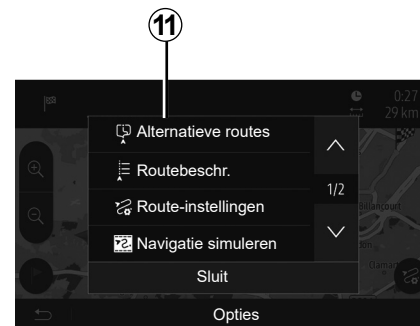 11
0:27
29 km
Alternatieve routes
Routebeschr.
1/2
Route-instellingen
Navigatie simuleren
Sluit
Opties